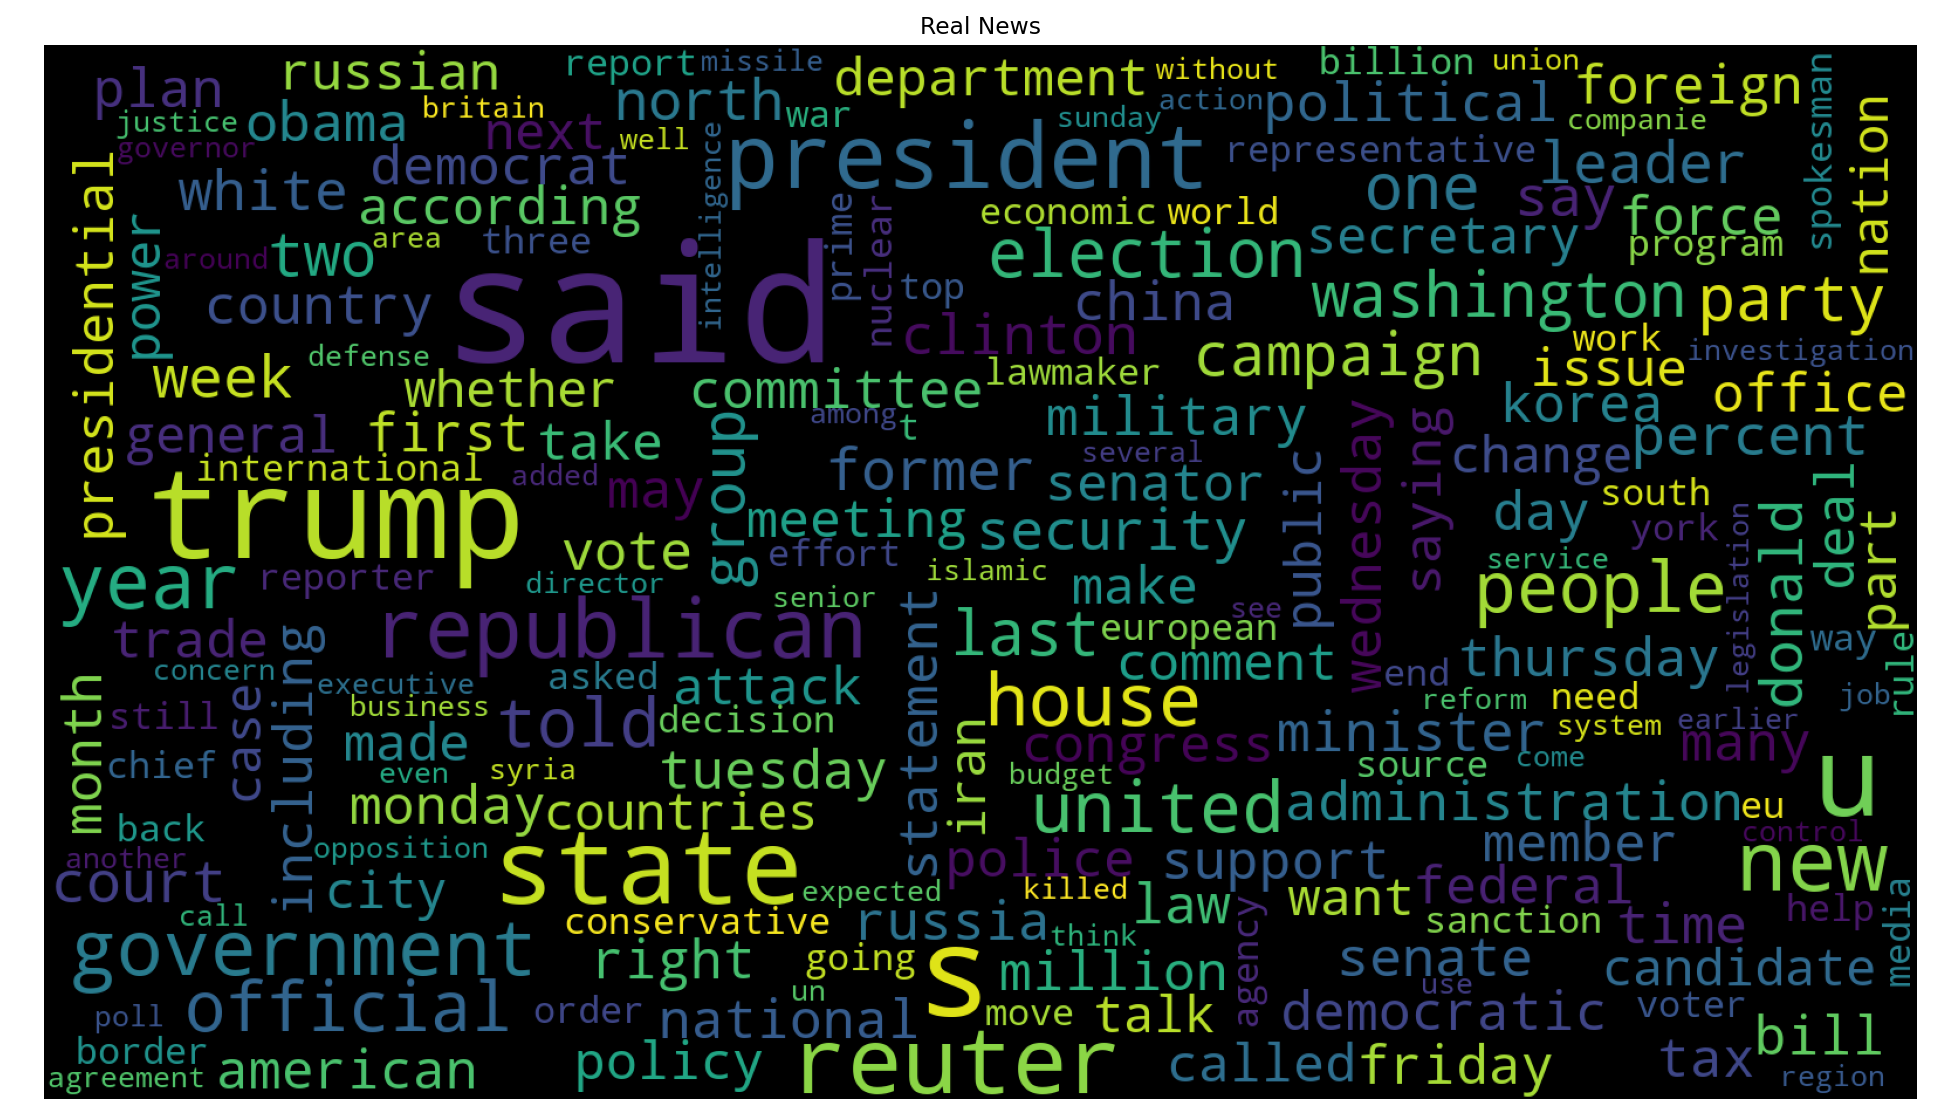 Real News
plan
russian
report
missile
department
without
billion
union
foreign
spokesman
justice
obama
britain
next
well
north
war
sunday
action
political
companie
nation
governor
democrat
intelligence
president
representative
leader
presidential
white
according
prime
economic
world
one
say
force
power
around
two
area
three
said
nuclear
top
election
secretary
program
country
clinton
china
washington
party
week
defense
whether
committee
lawmaker
campaign
work
issue
investigation
office
general
first
take
group
among
t
military
wednesday
saying
korea
percent
international
added
may
former
several
senator
public
change
south
trump
vote
meeting
security
day
york
legislation
donald
deal
part
year
reporter
director
effort
senior
islamic
make
see
service
people
trade
republican
statement
last
european
comment
end
thursday
way
rule
month
concern
including
executive
asked
attack
house
reform
need
job
still
case
business
told
decision
iran
congress
minister
system
earlier
many
chief
made
even
syria
tuesday
budget
source
come
u
back
monday
countries
united
administration
eu
another
opposition
state
police
support
member
control
new
court
city
expected
killed
law
want
federal
call
conservative
russia
think
agency
sanction
time
help
media
government
right
going
s
million
senate
candidate
official
un
use
poll
order
national
move
talk
democratic
voter
border
bill
agreement
american
policy
reuter
called
friday
tax
region